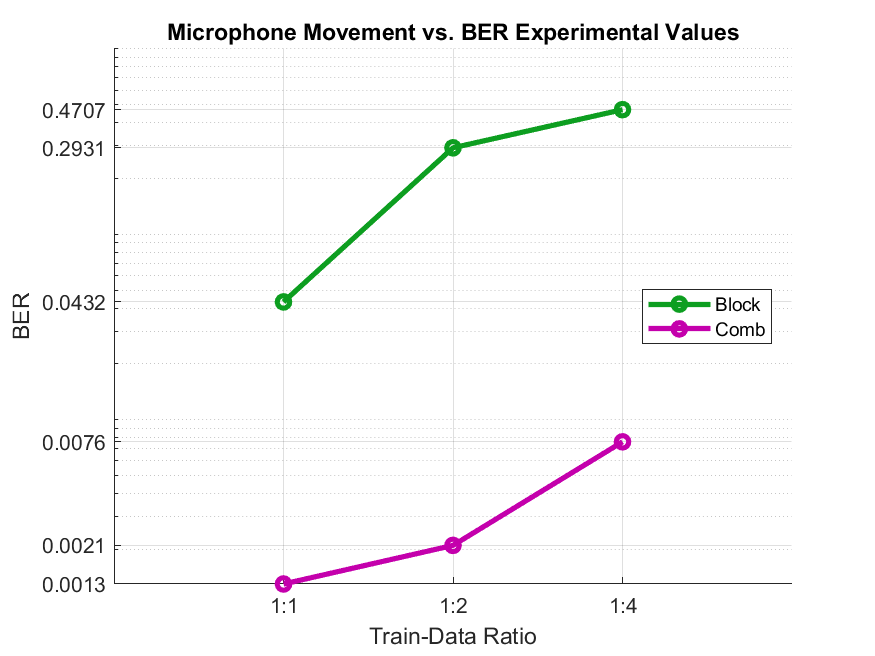 Microphone Movement vs. BER Experimental Values
0.4707
0.2931
0.0432
0.0076
0.0021
0.0013
BER
Block
Comb
1:1 1:2 1:4
Train-Data Ratio